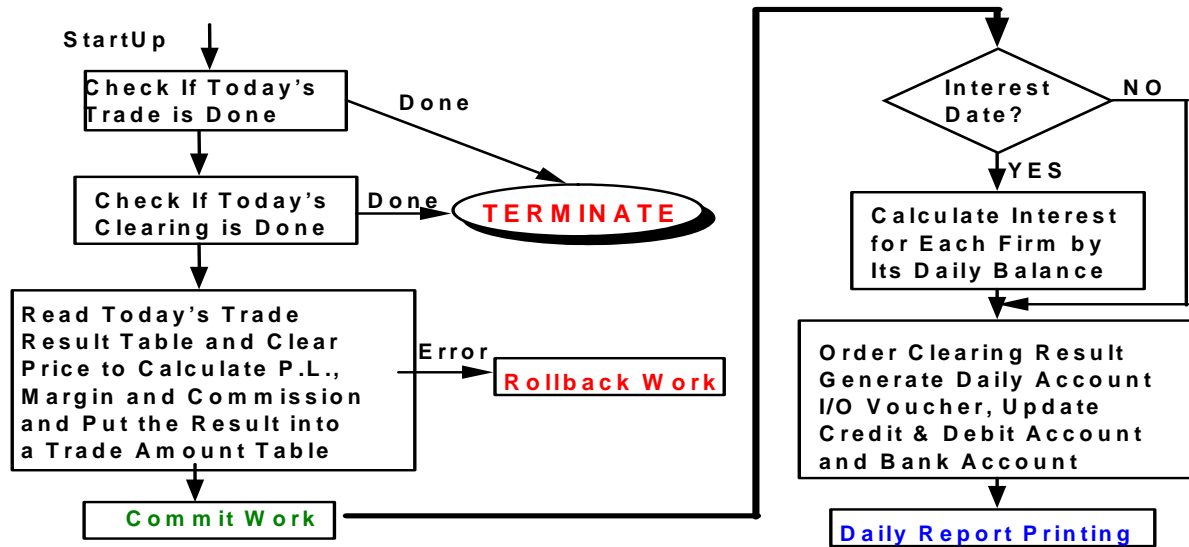 StartUp
Check If Today's
Trade is Done
Done
Check If Today's
Clearing is Done
Done
TERMINATE
Read Today's Trade
Result Table and Clear
Price to Calculate P.L.,
Margin and Commission
and Put the Result into
a Trade Amount Table
Error
Rollback Work
Commit Work
Interest
Date?
NO
YES
Calculate Interest
for Each Firm by
Its Daily Balance
Order Clearing Result
Generate Daily Account
I/O Voucher, Update
Credit & Debit Account
and Bank Account
Daily Report Printing